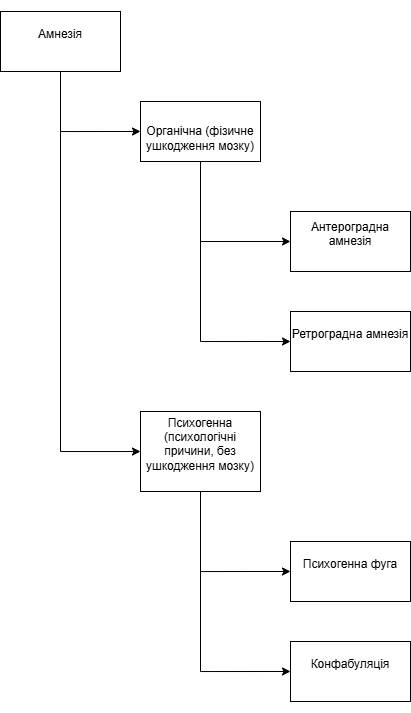 Амнезія
Органічна (фізичне
ушкодження мозку)
Антероградна
амнезія
Ретроградна амнезія
Психогенна
(психологічні
причини, без
ушкодження мозку)
Психогенна фуга
Конфабуляція